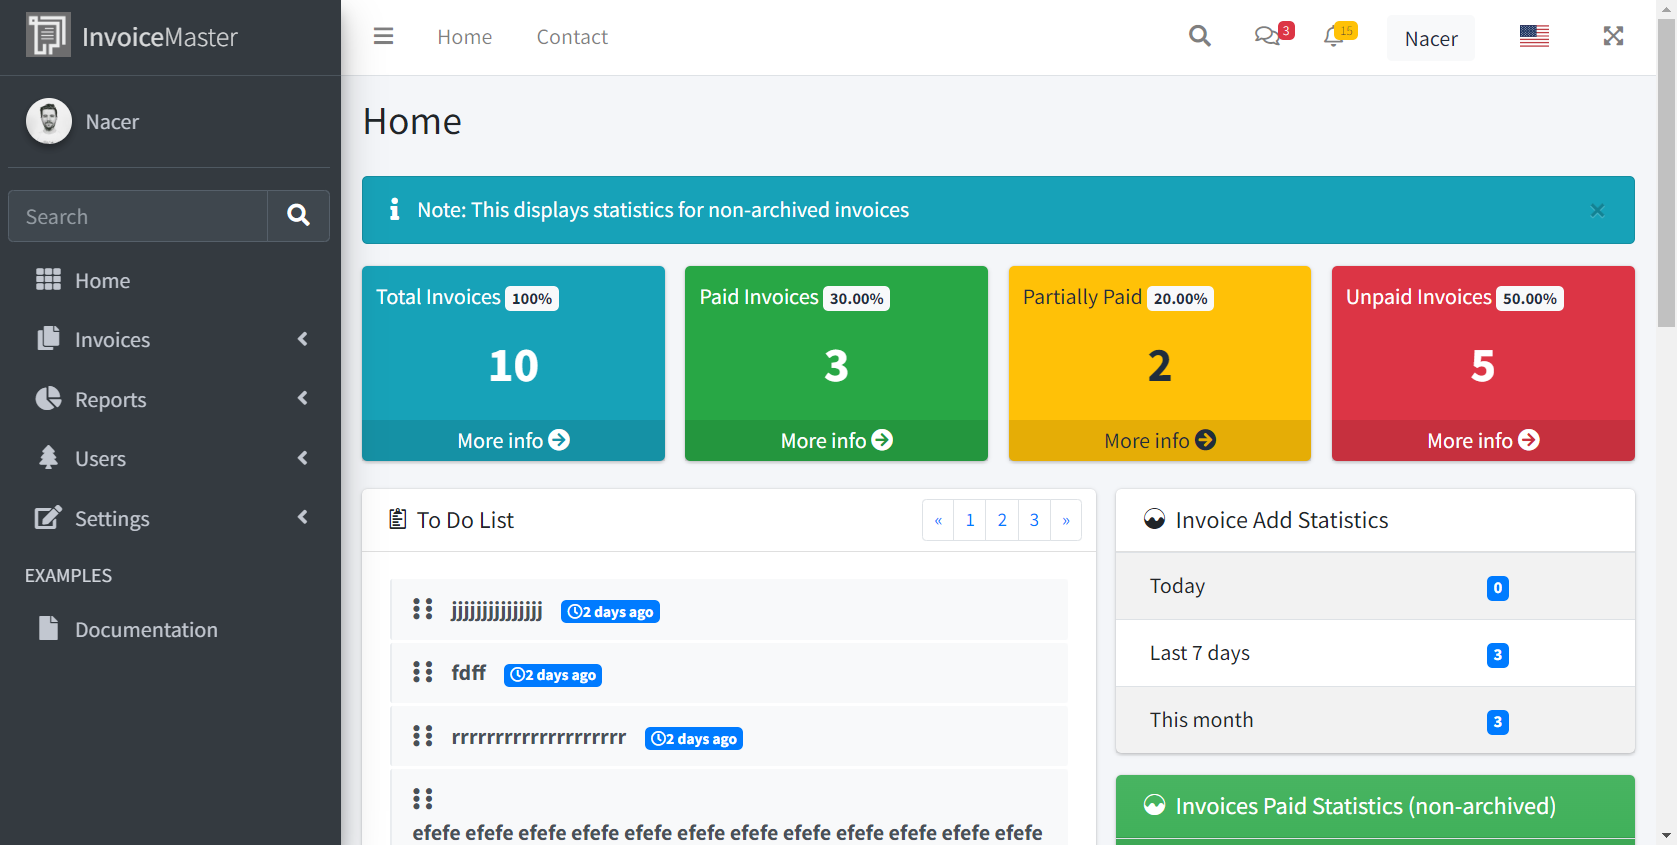 InvoiceMaster
Home
Contact
3
15
Nacer
Nacer
Search
Home
Invoices
Reports
Users
Settings
EXAMPLES
Documentation
Home
Note: This displays statistics for non-archived invoices
×
Total Invoices 100%
10
More info
Paid Invoices 30.00%
3
More info
Partially Paid 20.00%
2
More info
Unpaid Invoices 50.00%
5
More info
To Do List
« 1 2 3 »
jjjjjjjjjjjjjjj 2 days ago
fdff 2 days ago
rrrrrrrrrrrrrrrrrrrr 2 days ago
efefe efefe efefe efefe efefe efefe efefe efefe efefe efefe efefe efefe
Invoice Add Statistics
Today 0
Last 7 days 3
This month 3
Invoices Paid Statistics (non-archived)